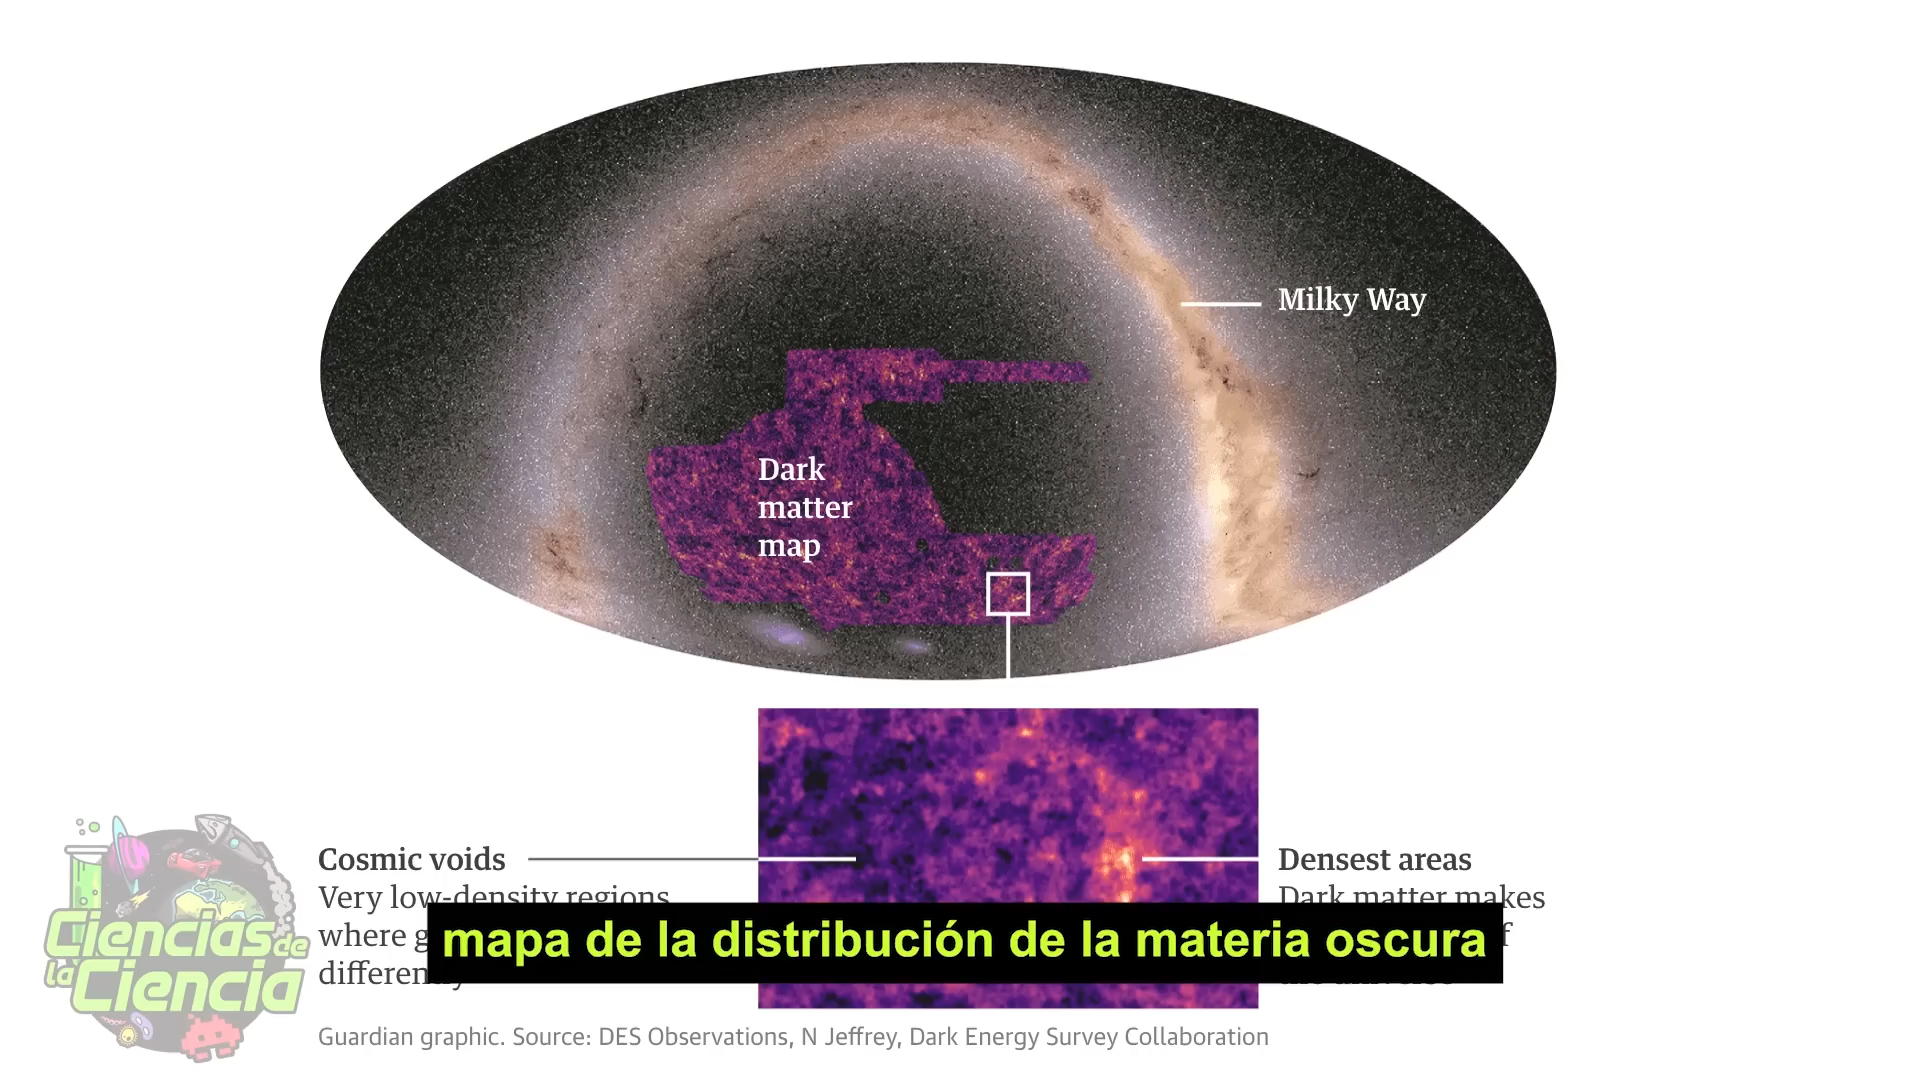 Milky Way
Dark
matter
map
Cosmic voids
Very low-density regions
where
Densest areas
Dark matter makes
mapa de la distribución de la materia oscura
Ciencias de
la Ciencia
Guardian graphic. Source: DES Observations, N Jeffrey, Dark Energy Survey Collaboration